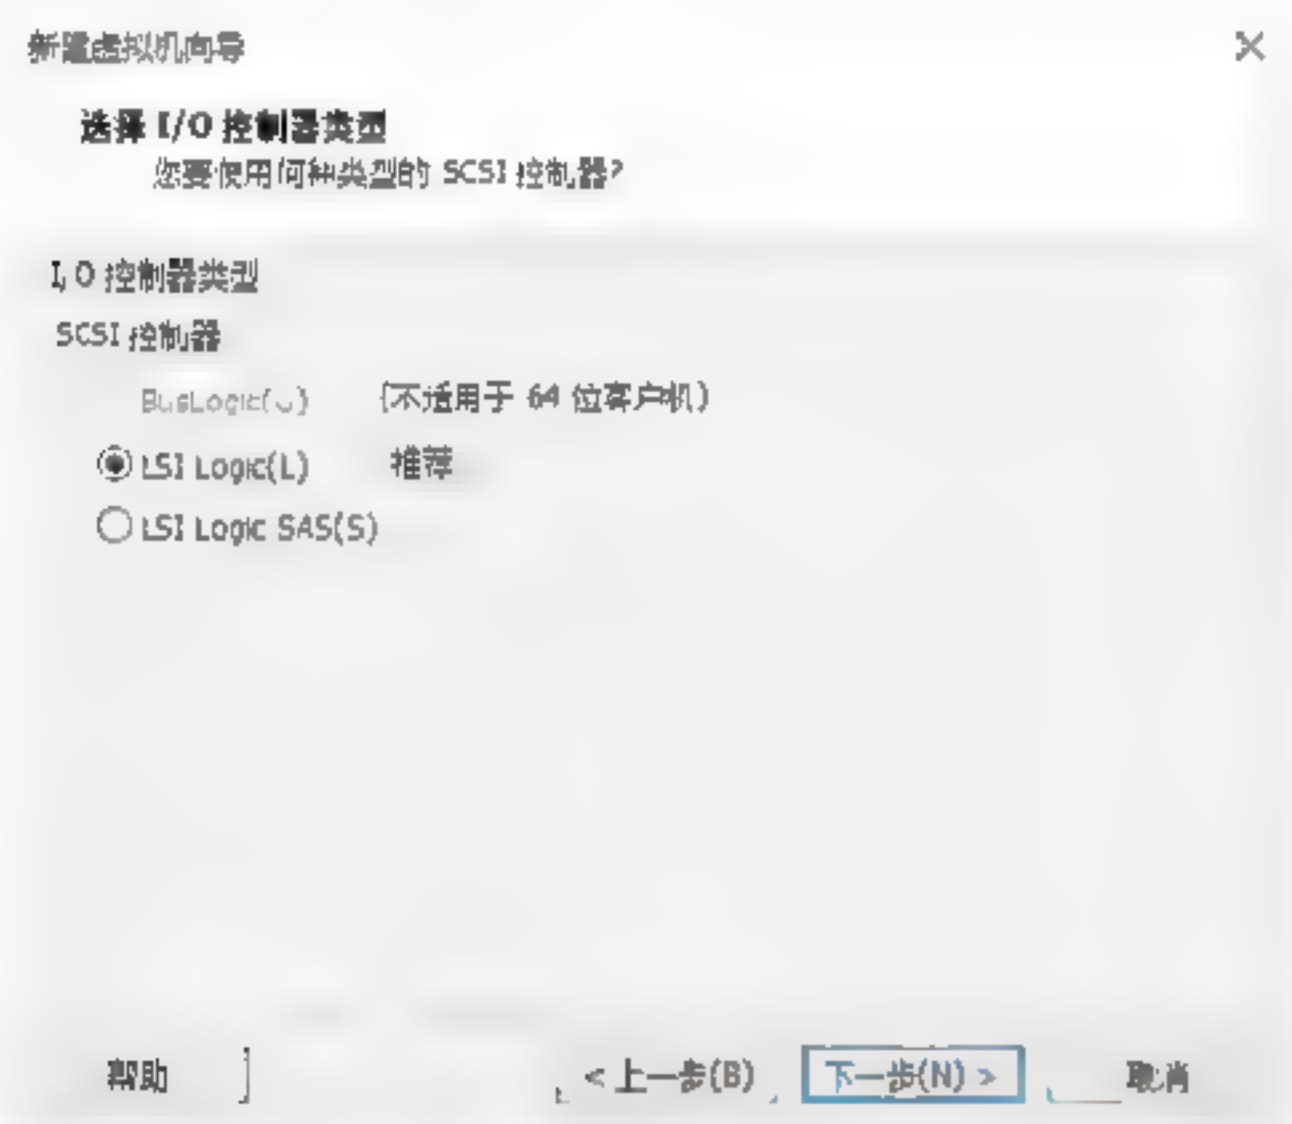 新建虚拟机向导
选择 I/O 控制器类型
您要使用何种类型的 SCSI 控制器?
I/O 控制器类型
SCSI 控制器
BusLogic(U) (不适用于 64 位客户机)
LSI Logic(L) 推荐
LSI Logic SAS(S)
帮助 < 上一步(B) 下一步(N) > 取消